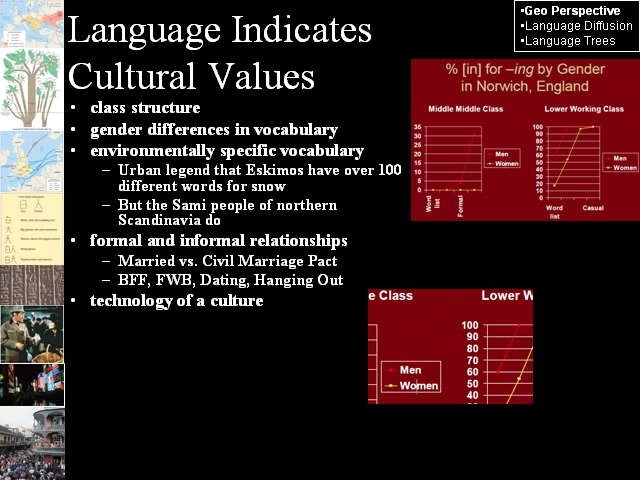 Language Indicates
Cultural Values
• class structure
• gender differences in vocabulary
• environmentally specific vocabulary
– Urban legend that Eskimos have over 100
different words for snow
– But the Sami people of northern
Scandinavia do
• formal and informal relationships
– Married vs. Civil Marriage Pact
– BFF, FWB, Dating, Hanging Out
• technology of a culture
•Geo Perspective
•Language Diffusion
•Language Trees
% [in] for –ing by Gender
in Norwich, England
Middle Middle Class
35
30
25
20
15
10
5
0
Word
list
Formal
Men
Women
Lower Working Class
100
90
80
70
60
50
40
30
20
10
0
Word
list
Casual
Men
Women
e Class
Lower W
100
90
80
70
60
50
40
Men
Women